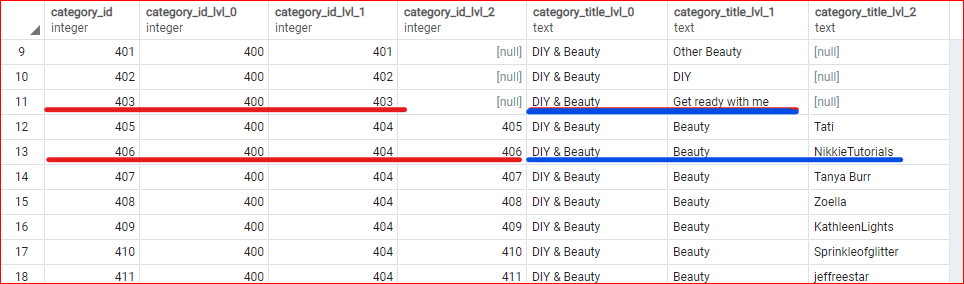 category_id category_id_lvl_0 category_id_lvl_1 category_id_lvl_2 category_title_lvl_0 category_title_lvl_1 category_title_lvl_2
integer integer integer integer text text text
9 401 400 401 [null] DIY & Beauty Other Beauty [null]
10 402 400 402 [null] DIY & Beauty DIY [null]
11 403 400 403 [null] DIY & Beauty Get ready with me [null]
12 405 400 404 405 DIY & Beauty Beauty Tati
13 406 400 404 406 DIY & Beauty Beauty NikkieTutorials
14 407 400 404 407 DIY & Beauty Beauty Tanya Burr
15 408 400 404 408 DIY & Beauty Beauty Zoella
16 409 400 404 409 DIY & Beauty Beauty KathleenLights
17 410 400 404 410 DIY & Beauty Beauty Sprinkleofglitter
18 411 400 404 411 DIY & Beauty Beauty jeffreestar